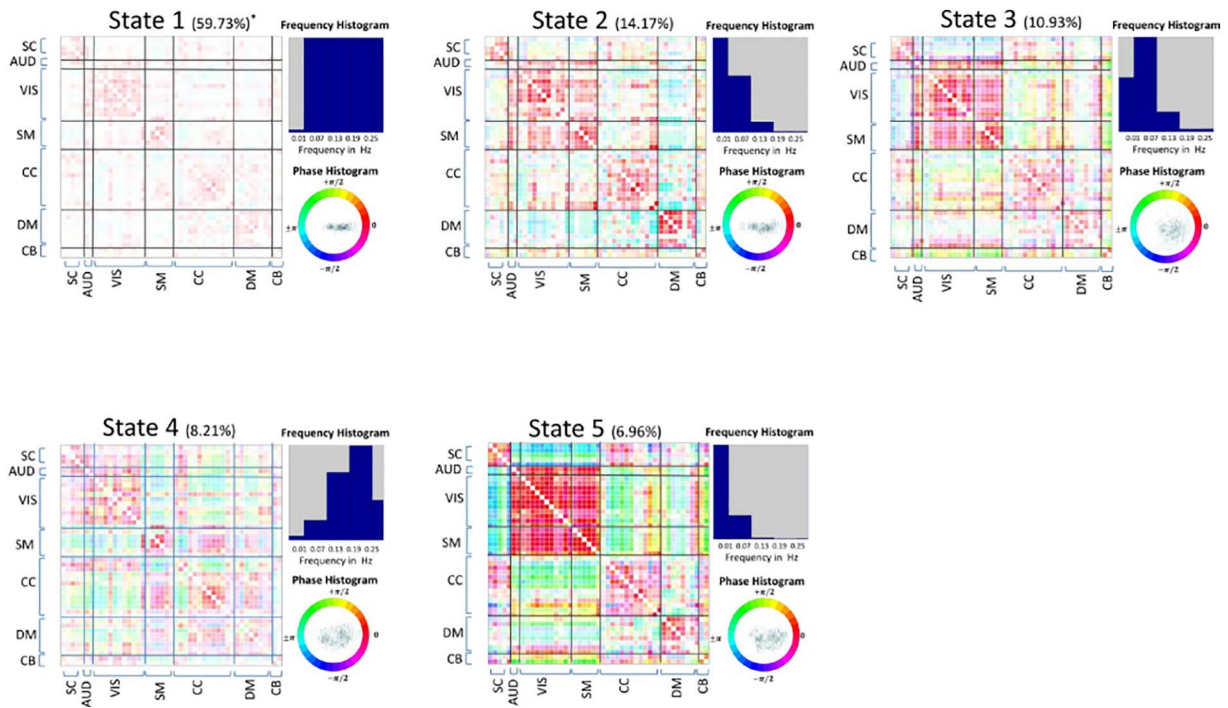 State 1 (59.73%)*
Frequency Histogram
SC
AUD
VIS
SM
CC
DM
CB
SC AUD VIS SM CC DM CB
0.01 0.07 0.13 0.19 0.25
Frequency in Hz
Phase Histogram
+π/2
±π
0
−π/2
State 2 (14.17%)
Frequency Histogram
SC
AUD
VIS
SM
CC
DM
CB
SC AUD VIS SM CC DM CB
0.01 0.07 0.13 0.19 0.25
Frequency in Hz
Phase Histogram
+π/2
±π
0
−π/2
State 3 (10.93%)
Frequency Histogram
SC
AUD
VIS
SM
CC
DM
CB
SC AUD VIS SM CC DM CB
0.01 0.07 0.13 0.19 0.25
Frequency in Hz
Phase Histogram
+π/2
±π
0
−π/2
State 4 (8.21%)
Frequency Histogram
SC
AUD
VIS
SM
CC
DM
CB
SC AUD VIS SM CC DM CB
0.01 0.07 0.13 0.19 0.25
Frequency in Hz
Phase Histogram
+π/2
±π
0
−π/2
State 5 (6.96%)
Frequency Histogram
SC
AUD
VIS
SM
CC
DM
CB
SC AUD VIS SM CC DM CB
0.01 0.07 0.13 0.19 0.25
Frequency in Hz
Phase Histogram
+π/2
±π
0
−π/2